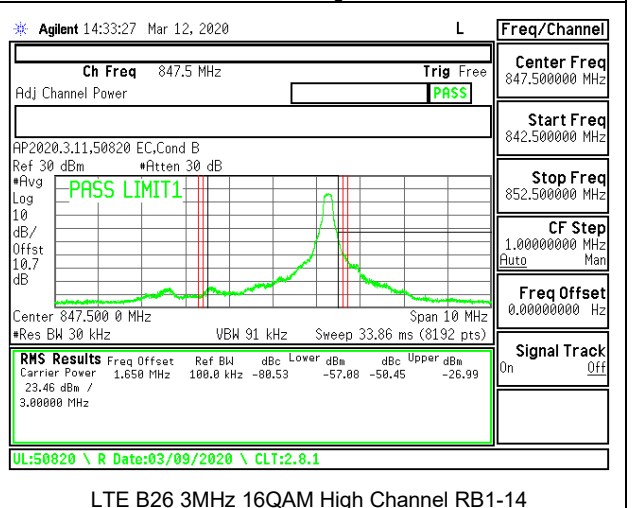 Agilent 14:33:27 Mar 12, 2020 L Freq/Channel
Ch Freq 847.5 MHz Trig Free
Adj Channel Power PASS
AP2020.3.11,50820 EC,Cond B
Ref 30 dBm #Atten 30 dB
#Avg
Log
10
dB/
Offst
10.7
dB
PASS LIMIT1
Center 847.500 0 MHz Span 10 MHz
#Res BW 30 kHz VBW 91 kHz Sweep 33.86 ms (8192 pts)
RMS Results Freq Offset Ref BW dBc Lower dBm dBc Upper dBm
Carrier Power 1.650 MHz 100.0 kHz -80.53 -57.08 -50.45 -26.99
23.46 dBm /
3.00000 MHz
UL:50820 \ R Date:03/09/2020 \ CLT:2.8.1
Center Freq
847.500000 MHz
Start Freq
842.500000 MHz
Stop Freq
852.500000 MHz
CF Step
1.00000000 MHz
Auto Man
Freq Offset
0.00000000 Hz
Signal Track
On Off
LTE B26 3MHz 16QAM High Channel RB1-14